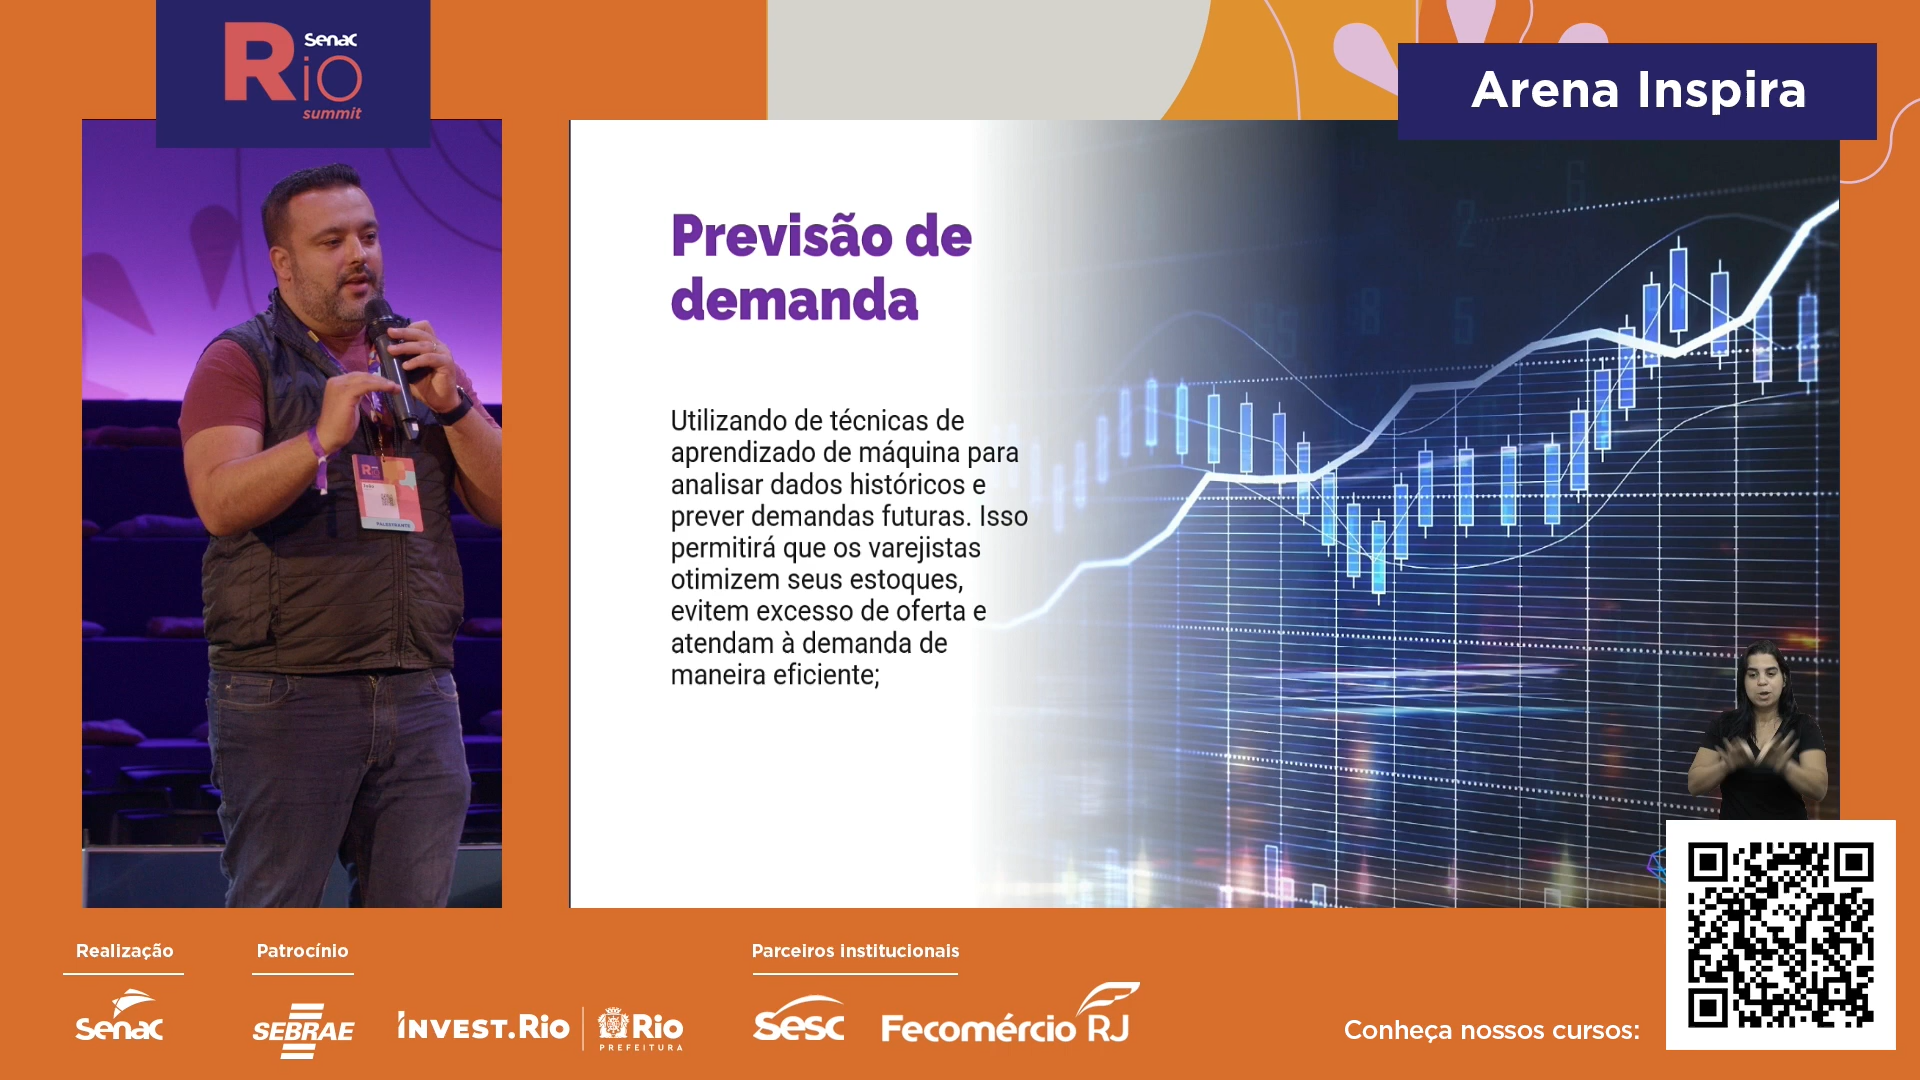 Rio
Senac
summit
Arena Inspira
Previsão de
demanda
Utilizando de técnicas de
aprendizado de máquina para
analisar dados históricos e
prever demandas futuras. Isso
permitirá que os varejistas
otimizem seus estoques,
evitem excesso de oferta e
atendam à demanda de
maneira eficiente;
PALESTRANTE
Realização
Patrocínio
Parceiros institucionais
Senac
SEBRAE
INVEST.Rio
Rio
PREFEITURA
Sesc
Fecomércio RJ
Conheça nossos cursos: